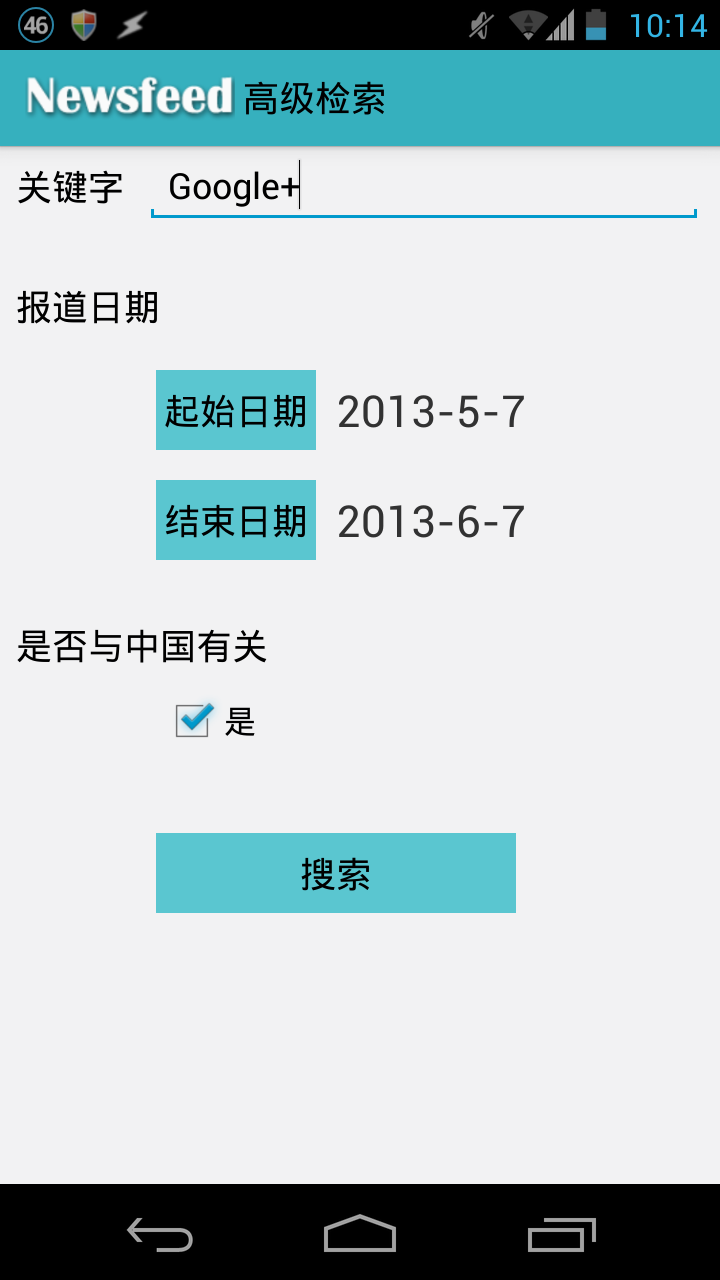 46 10:14
Newsfeed 高级检索
关键字 Google+
报道日期
起始日期 2013-5-7
结束日期 2013-6-7
是否与中国有关
是
搜索